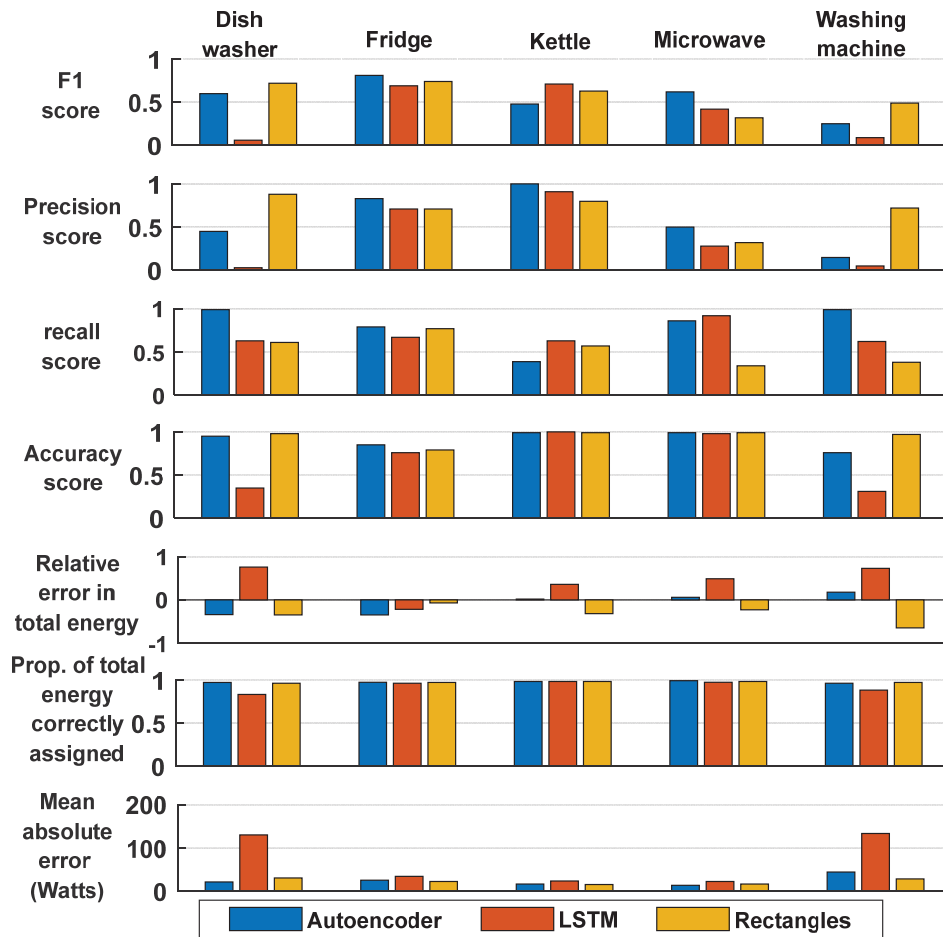 Dish
washer
Fridge
Kettle
Microwave
Washing
machine
F1
score
1
0.5
0
Precision
score
1
0.5
0
recall
score
1
0.5
0
Accuracy
score
1
0.5
0
Relative
error in
total energy
1
0
-1
Prop. of total
energy
correctly
assigned
1
0.5
0
Mean
absolute
error
(Watts)
200
100
0
Autoencoder
LSTM
Rectangles